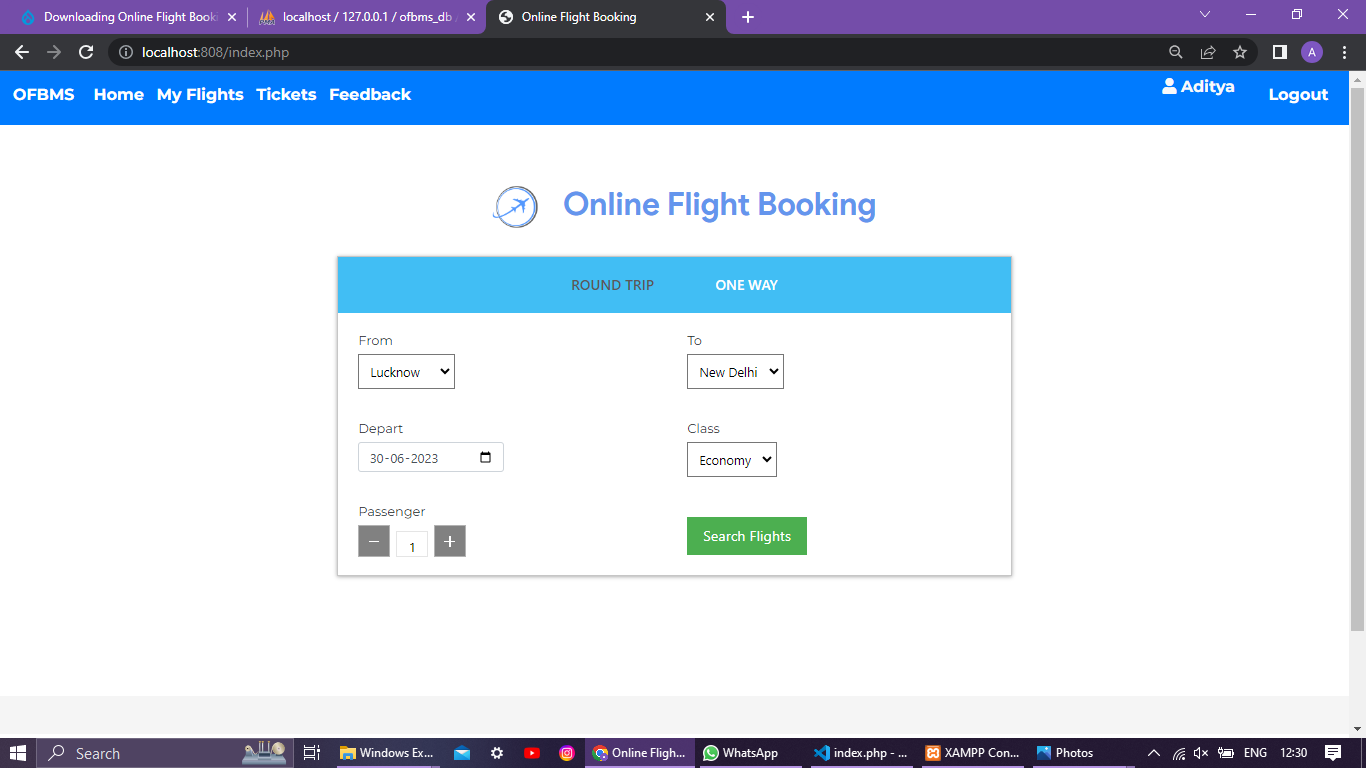 Downloading Online Flight Booki
localhost / 127.0.0.1 / ofbms_db /
Online Flight Booking
localhost:808/index.php
A
OFBMS Home My Flights Tickets Feedback Aditya Logout
Online Flight Booking
ROUND TRIP ONE WAY
From To
Lucknow New Delhi
Depart Class
30-06-2023 Economy
Passenger
− 1 + Search Flights
Search Windows Ex... Online Fligh... WhatsApp index.php - ... XAMPP Con... Photos ENG 12:30